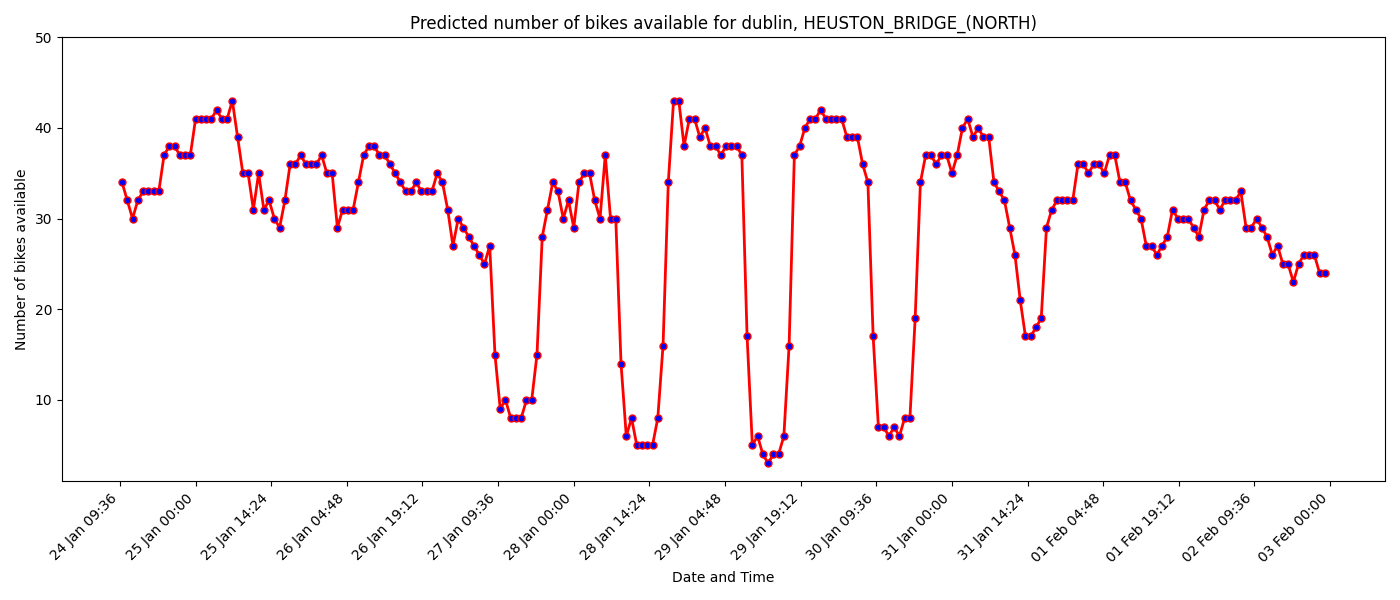 Predicted number of bikes available for dublin, HEUSTON_BRIDGE_(NORTH)
50
40
30
20
10
Number of bikes available
24 Jan 09:36
25 Jan 00:00
25 Jan 14:24
26 Jan 04:48
26 Jan 19:12
27 Jan 09:36
28 Jan 00:00
28 Jan 14:24
29 Jan 04:48
29 Jan 19:12
30 Jan 09:36
31 Jan 00:00
31 Jan 14:24
01 Feb 04:48
01 Feb 19:12
02 Feb 09:36
03 Feb 00:00
Date and Time